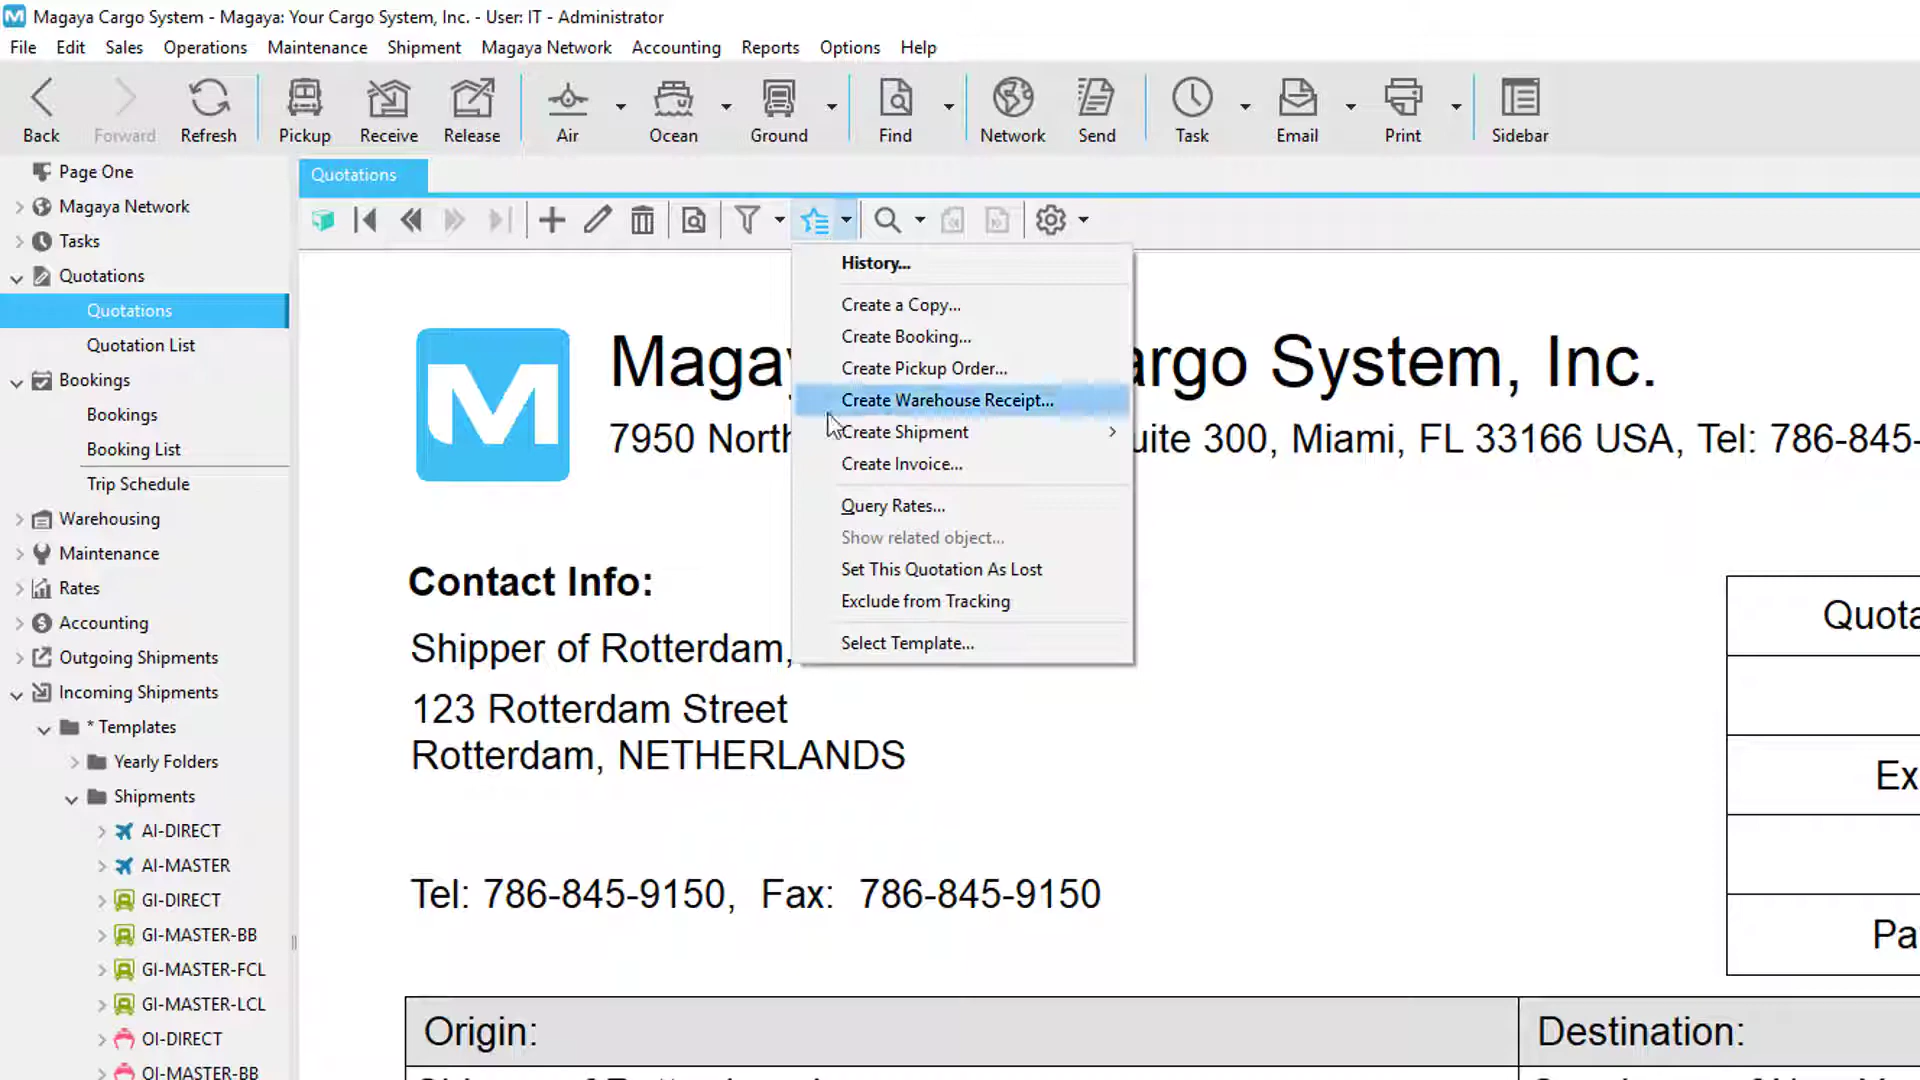 Magaya Cargo System - Magaya: Your Cargo System, Inc. - User: IT - Administrator
File Edit Sales Operations Maintenance Shipment Magaya Network Accounting Reports Options Help
Back Forward Refresh Pickup Receive Release Air Ocean Ground Find Network Send Task Email Print Sidebar
Page One
Magaya Network
Tasks
Quotations
Quotations
Quotation List
Bookings
Bookings
Booking List
Trip Schedule
Warehousing
Maintenance
Rates
Accounting
Outgoing Shipments
Incoming Shipments
* Templates
Yearly Folders
Shipments
AI-DIRECT
AI-MASTER
GI-DIRECT
GI-MASTER-BB
GI-MASTER-FCL
GI-MASTER-LCL
OI-DIRECT
OI-MASTER-BB
Quotations
History...
Create a Copy...
Create Booking...
Create Pickup Order...
Create Warehouse Receipt...
Create Shipment
Create Invoice...
Query Rates...
Show related object...
Set This Quotation As Lost
Exclude from Tracking
Select Template...
M
Magay argo System, Inc.
7950 North uite 300, Miami, FL 33166 USA, Tel: 786-845-
Contact Info:
Shipper of Rotterdam,
123 Rotterdam Street
Rotterdam, NETHERLANDS
Tel: 786-845-9150, Fax: 786-845-9150
Quota
Ex
Pa
Origin: Destination: